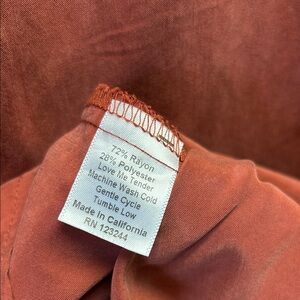 72% Rayon
28% Polyester
Love Me Tender
Machine Wash Cold
Gentle Cycle
Tumble Low
Made in California
RN 123244